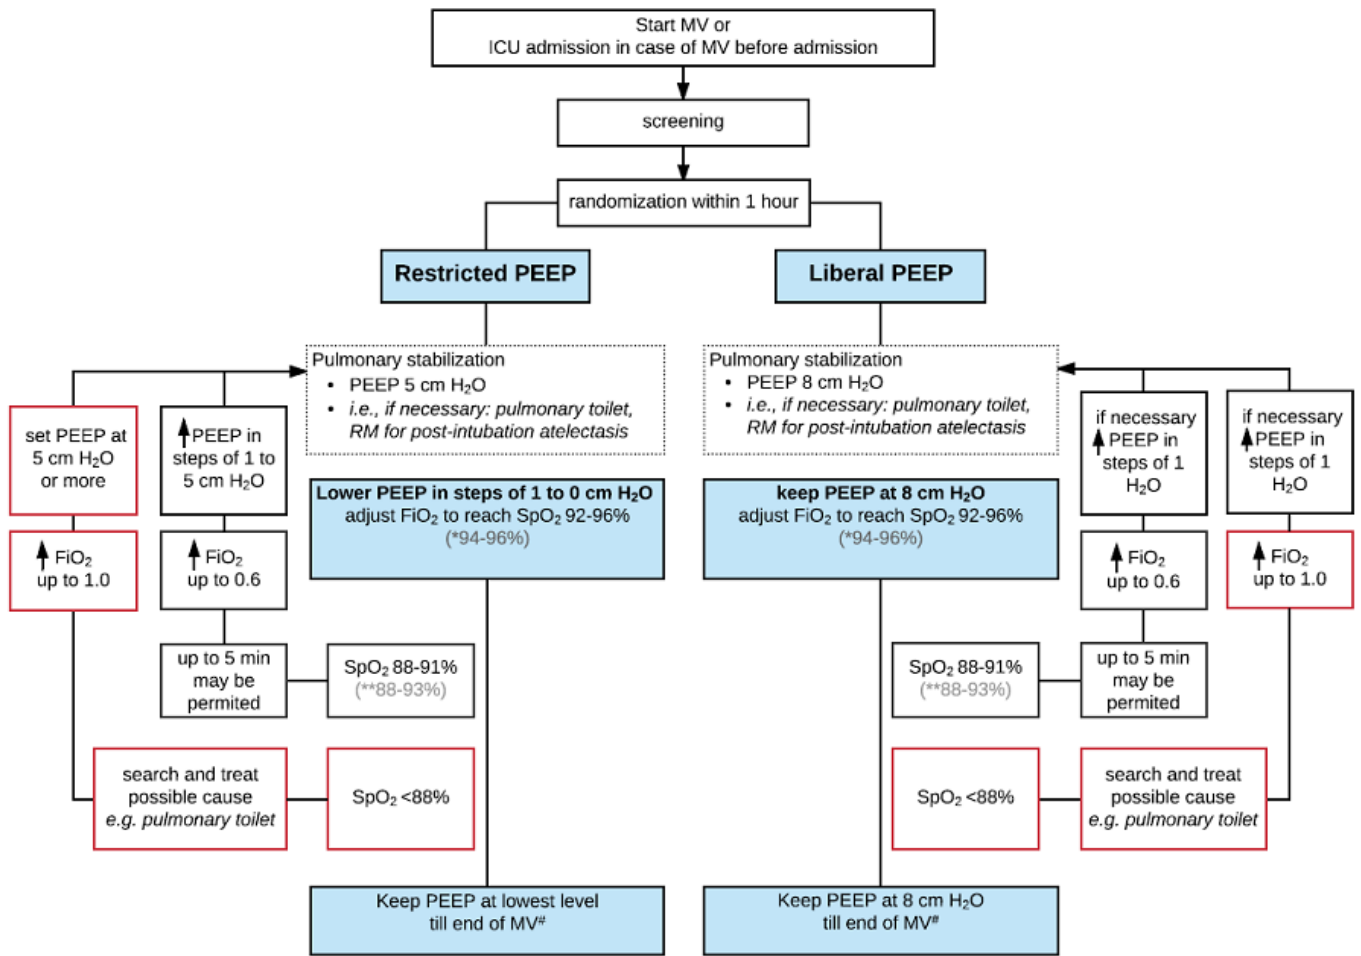 Start MV or
ICU admission in case of MV before admission
screening
randomization within 1 hour
Restricted PEEP
Liberal PEEP
Pulmonary stabilization
• PEEP 5 cm H₂O
• i.e., if necessary: pulmonary toilet,
RM for post-intubation atelectasis
Pulmonary stabilization
• PEEP 8 cm H₂O
• i.e., if necessary: pulmonary toilet,
RM for post-intubation atelectasis
set PEEP at
5 cm H₂O
or more
PEEP in
steps of 1 to
5 cm H₂O
if necessary
PEEP in
steps of 1
H₂O
if necessary
PEEP in
steps of 1
H₂O
Lower PEEP in steps of 1 to 0 cm H₂O
adjust FiO₂ to reach SpO₂ 92-96%
(*94-96%)
keep PEEP at 8 cm H₂O
adjust FiO₂ to reach SpO₂ 92-96%
(*94-96%)
FiO₂
up to 1.0
FiO₂
up to 0.6
FiO₂
up to 0.6
FiO₂
up to 1.0
up to 5 min
may be
permited
SpO₂ 88-91%
(**88-93%)
SpO₂ 88-91%
(**88-93%)
up to 5 min
may be
permited
search and treat
possible cause
e.g. pulmonary toilet
SpO₂ <88%
SpO₂ <88%
search and treat
possible cause
e.g. pulmonary toilet
Keep PEEP at lowest level
till end of MV#
Keep PEEP at 8 cm H₂O
till end of MV#